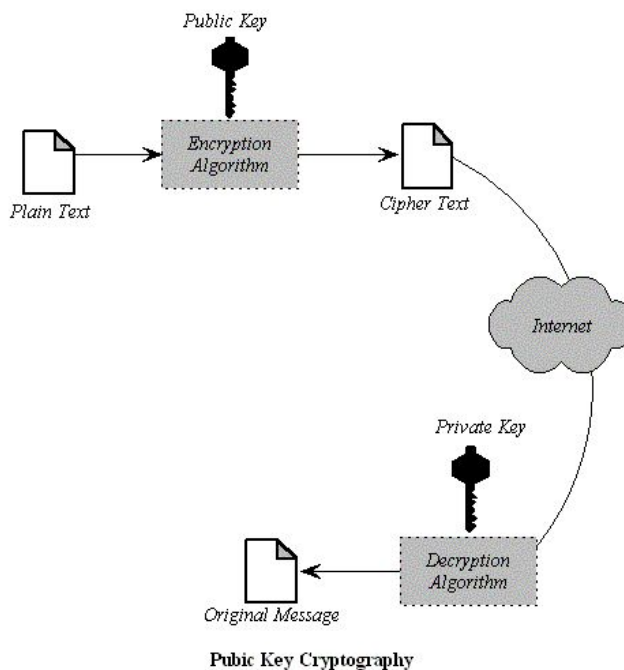 Public Key
Encryption
Algorithm
Plain Text
Cipher Text
Internet
Private Key
Decryption
Algorithm
Original Message
Pubic Key Cryptography